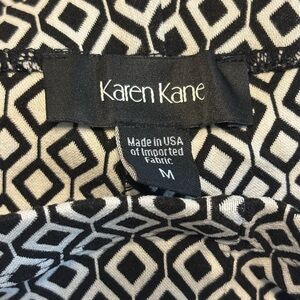 Karen Kane
Made in USA
of Imported
Fabric
M